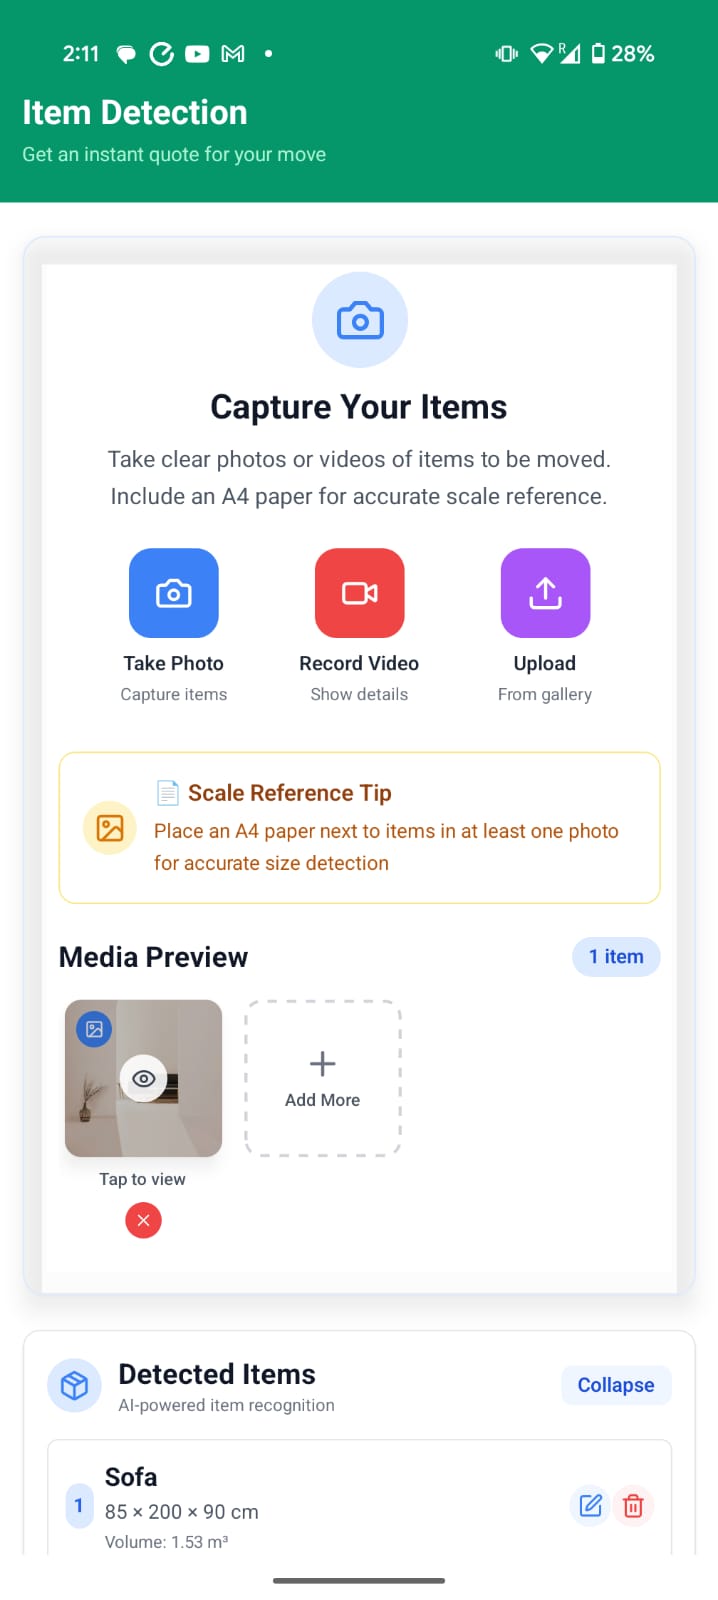 2:11
R
28%
Item Detection
Get an instant quote for your move
Capture Your Items
Take clear photos or videos of items to be moved.
Include an A4 paper for accurate scale reference.
Take Photo
Capture items
Record Video
Show details
Upload
From gallery
📄 Scale Reference Tip
Place an A4 paper next to items in at least one photo
for accurate size detection
Media Preview
1 item
Add More
Tap to view
Detected Items
AI-powered item recognition
Collapse
1
Sofa
85 × 200 × 90 cm
Volume: 1.53 m³